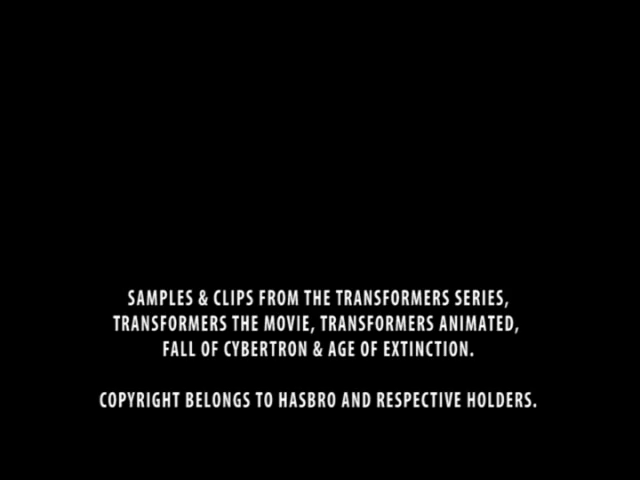 SAMPLES & CLIPS FROM THE TRANSFORMERS SERIES,
TRANSFORMERS THE MOVIE, TRANSFORMERS ANIMATED,
FALL OF CYBERTRON & AGE OF EXTINCTION.
COPYRIGHT BELONGS TO HASBRO AND RESPECTIVE HOLDERS.